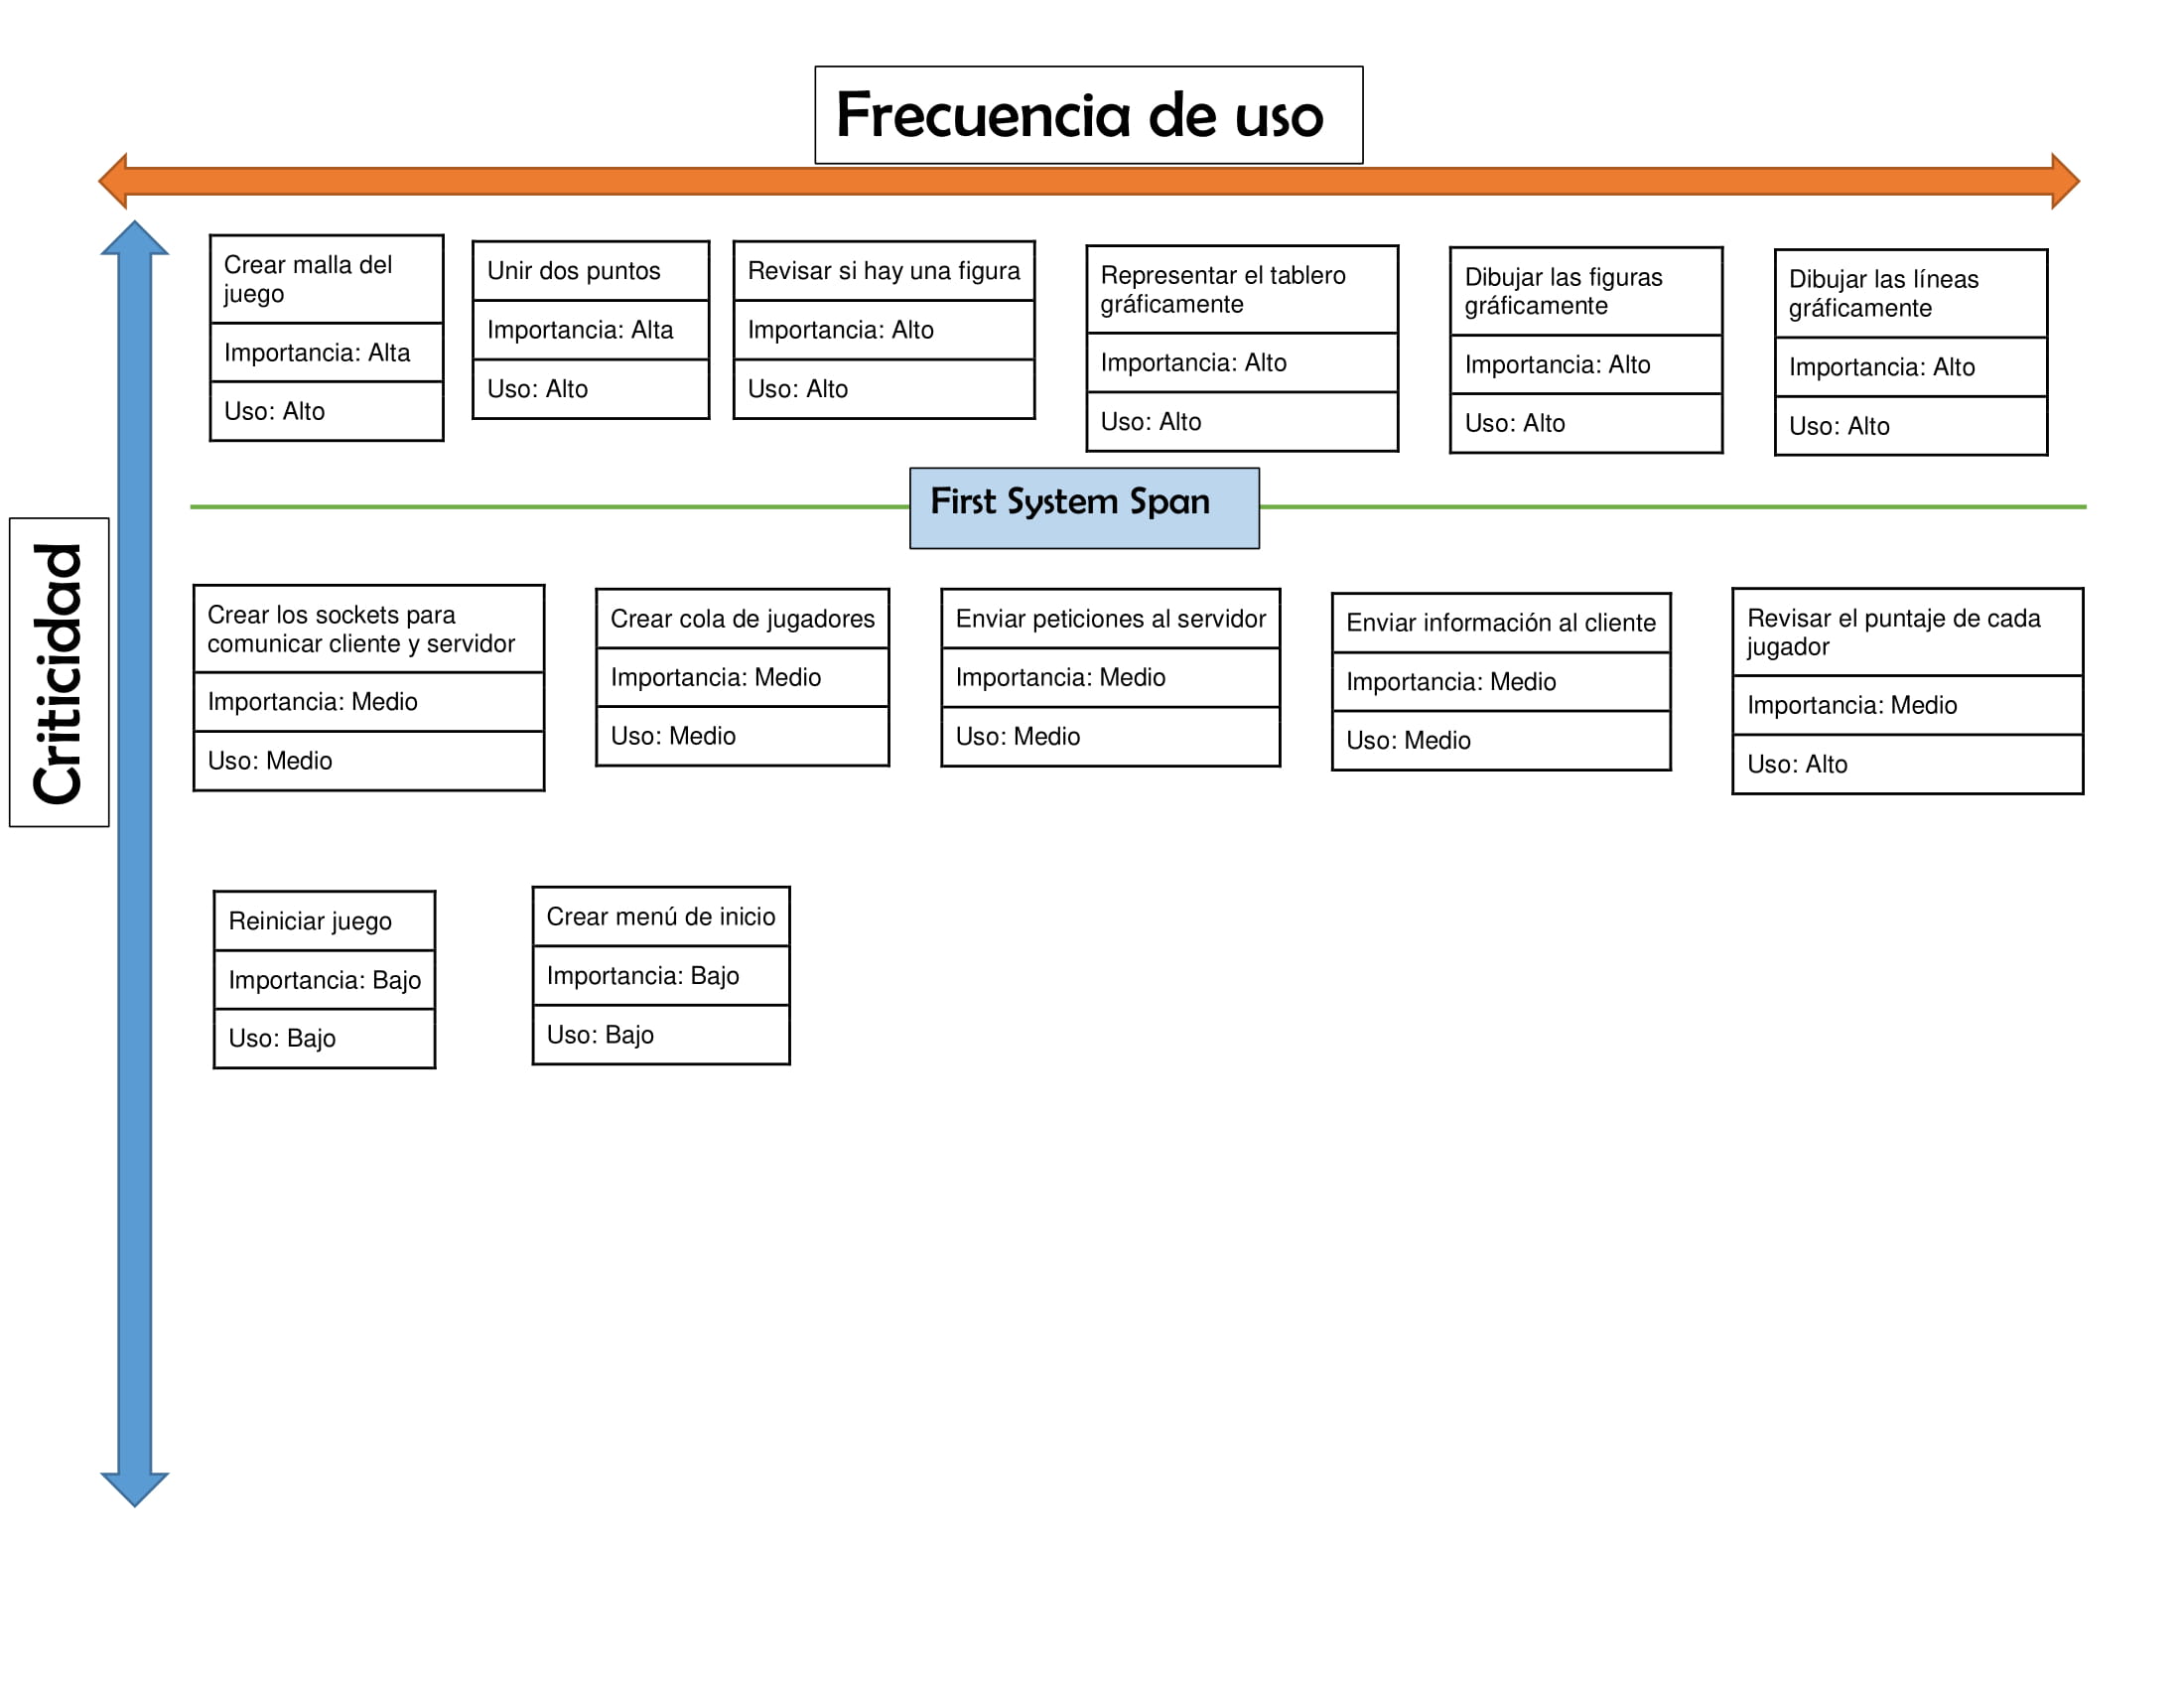 Frecuencia de uso
Criticidad
Crear malla del
juego
Importancia: Alta
Uso: Alto
Unir dos puntos
Importancia: Alta
Uso: Alto
Revisar si hay una figura
Importancia: Alto
Uso: Alto
Representar el tablero
gráficamente
Importancia: Alto
Uso: Alto
Dibujar las figuras
gráficamente
Importancia: Alto
Uso: Alto
Dibujar las líneas
gráficamente
Importancia: Alto
Uso: Alto
First System Span
Crear los sockets para
comunicar cliente y servidor
Importancia: Medio
Uso: Medio
Crear cola de jugadores
Importancia: Medio
Uso: Medio
Enviar peticiones al servidor
Importancia: Medio
Uso: Medio
Enviar información al cliente
Importancia: Medio
Uso: Medio
Revisar el puntaje de cada
jugador
Importancia: Medio
Uso: Alto
Reiniciar juego
Importancia: Bajo
Uso: Bajo
Crear menú de inicio
Importancia: Bajo
Uso: Bajo